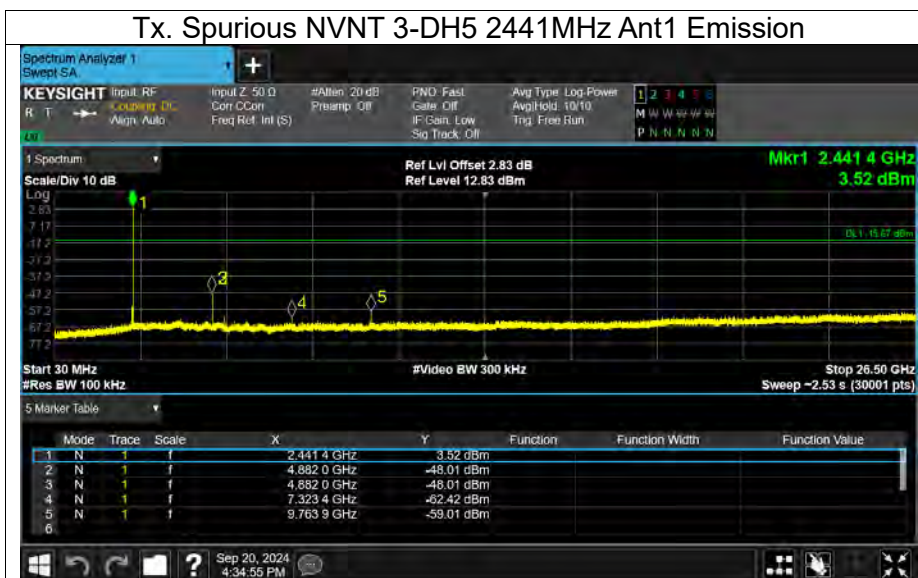 Tx. Spurious NVNT 3-DH5 2441MHz Ant1 Emission
Spectrum Analyzer 1
Swept SA
+
KEYSIGHT Input: RF Input Z: 50 Ω #Atten: 20 dB PNO: Fast Avg Type: Log-Power 1 2 3 4 5 6
R T Coupling: DC Corr CCorr Preamp: Off Gate: Off Avg|Hold: 10/10 M W W W W W
Align: Auto Freq Ref: Int (S) IF Gain: Low Trig: Free Run
Sig Track: Off P N N N N N
1 Spectrum
Ref Lvl Offset 2.83 dB Mkr1 2.441 4 GHz
Scale/Div 10 dB Ref Level 12.83 dBm 3.52 dBm
Log
1
2.83
-7.17
DL1 -15.67 dBm
-17.2
-27.2
-37.2
-47.2
4 5
-57.2
-67.2
-77.2
Start 30 MHz #Video BW 300 kHz Stop 26.50 GHz
#Res BW 100 kHz Sweep ~2.53 s (30001 pts)
5 Marker Table
Mode Trace Scale X Y Function Function Width Function Value
1 N 1 f 2.441 4 GHz 3.52 dBm
2 N 1 f 4.882 0 GHz -48.01 dBm
3 N 1 f 4.882 0 GHz -48.01 dBm
4 N 1 f 7.323 4 GHz -62.42 dBm
5 N 1 f 9.763 9 GHz -59.01 dBm
6
? Sep 20, 2024
4:34:55 PM